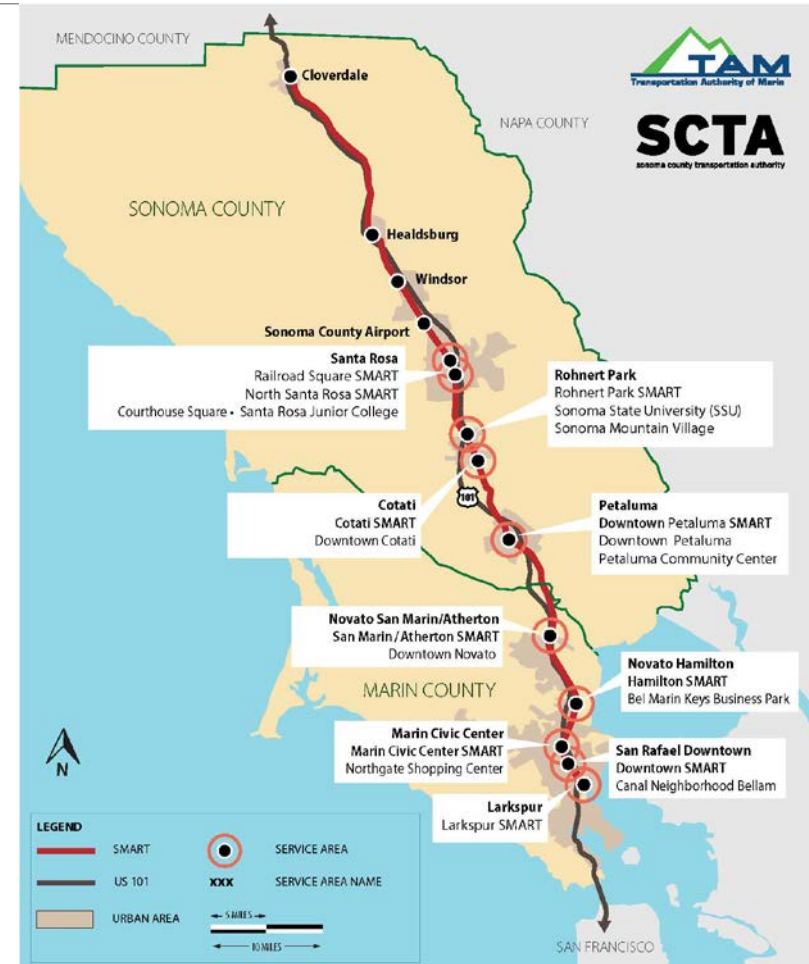 MENDOCINO COUNTY
TAM
Transportation Authority of Marin
Cloverdale
NAPA COUNTY
SCTA
sonoma county transportation authority
SONOMA COUNTY
Healdsburg
Windsor
Sonoma County Airport
Santa Rosa
Railroad Square SMART
North Santa Rosa SMART
Courthouse Square • Santa Rosa Junior College
Rohnert Park
Rohnert Park SMART
Sonoma State University (SSU)
Sonoma Mountain Village
Cotati
Cotati SMART
Downtown Cotati
101
Petaluma
Downtown Petaluma SMART
Downtown Petaluma
Petaluma Community Center
Novato San Marin/Atherton
San Marin / Atherton SMART
Downtown Novato
MARIN COUNTY
Novato Hamilton
Hamilton SMART
Bel Marin Keys Business Park
Marin Civic Center
Marin Civic Center SMART
Northgate Shopping Center
San Rafael Downtown
Downtown SMART
Canal Neighborhood Bellam
Larkspur
Larkspur SMART
N
LEGEND
SMART
SERVICE AREA
US 101
XXX SERVICE AREA NAME
URBAN AREA
5 MILES
10 MILES
SAN FRANCISCO